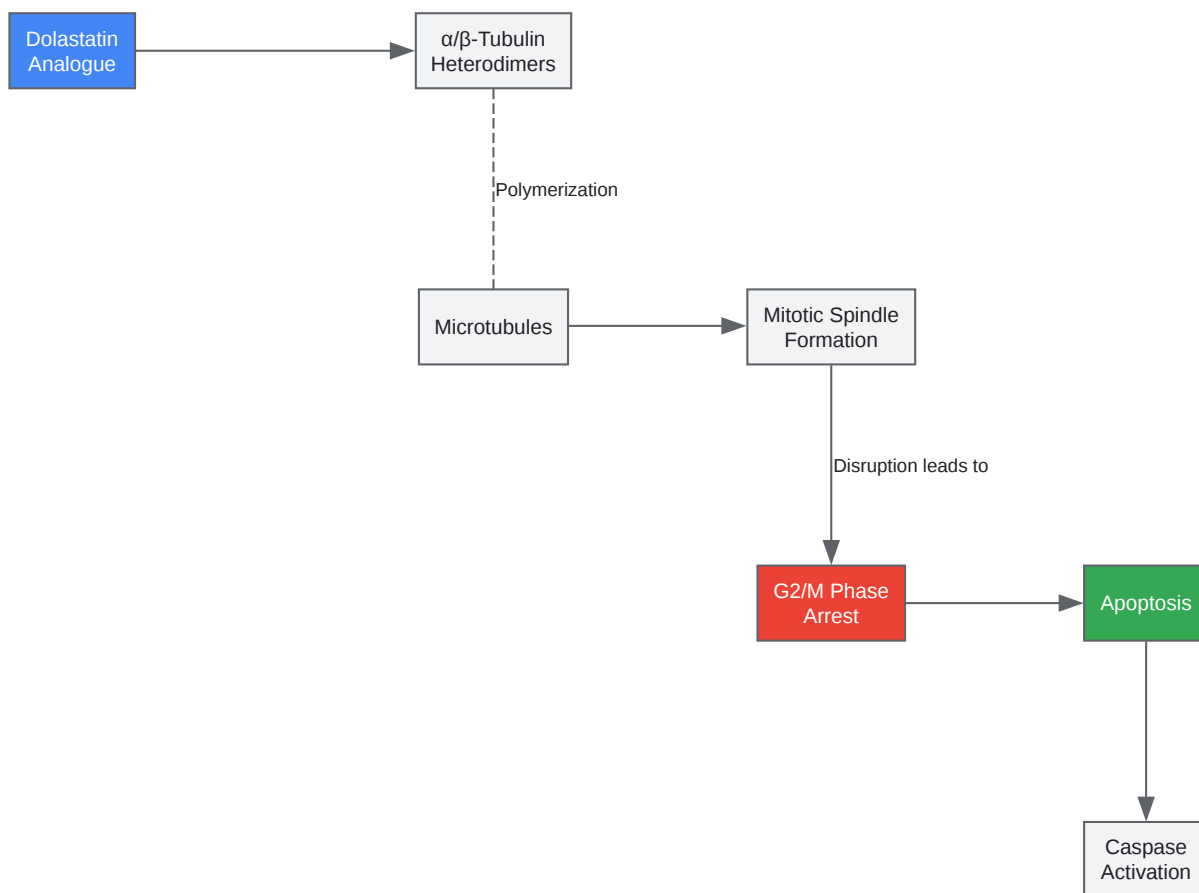 Dolastatin
Analogue
α/β-Tubulin
Heterodimers
Polymerization
Microtubules
Mitotic Spindle
Formation
Disruption leads to
G2/M Phase
Arrest
Apoptosis
Caspase
Activation